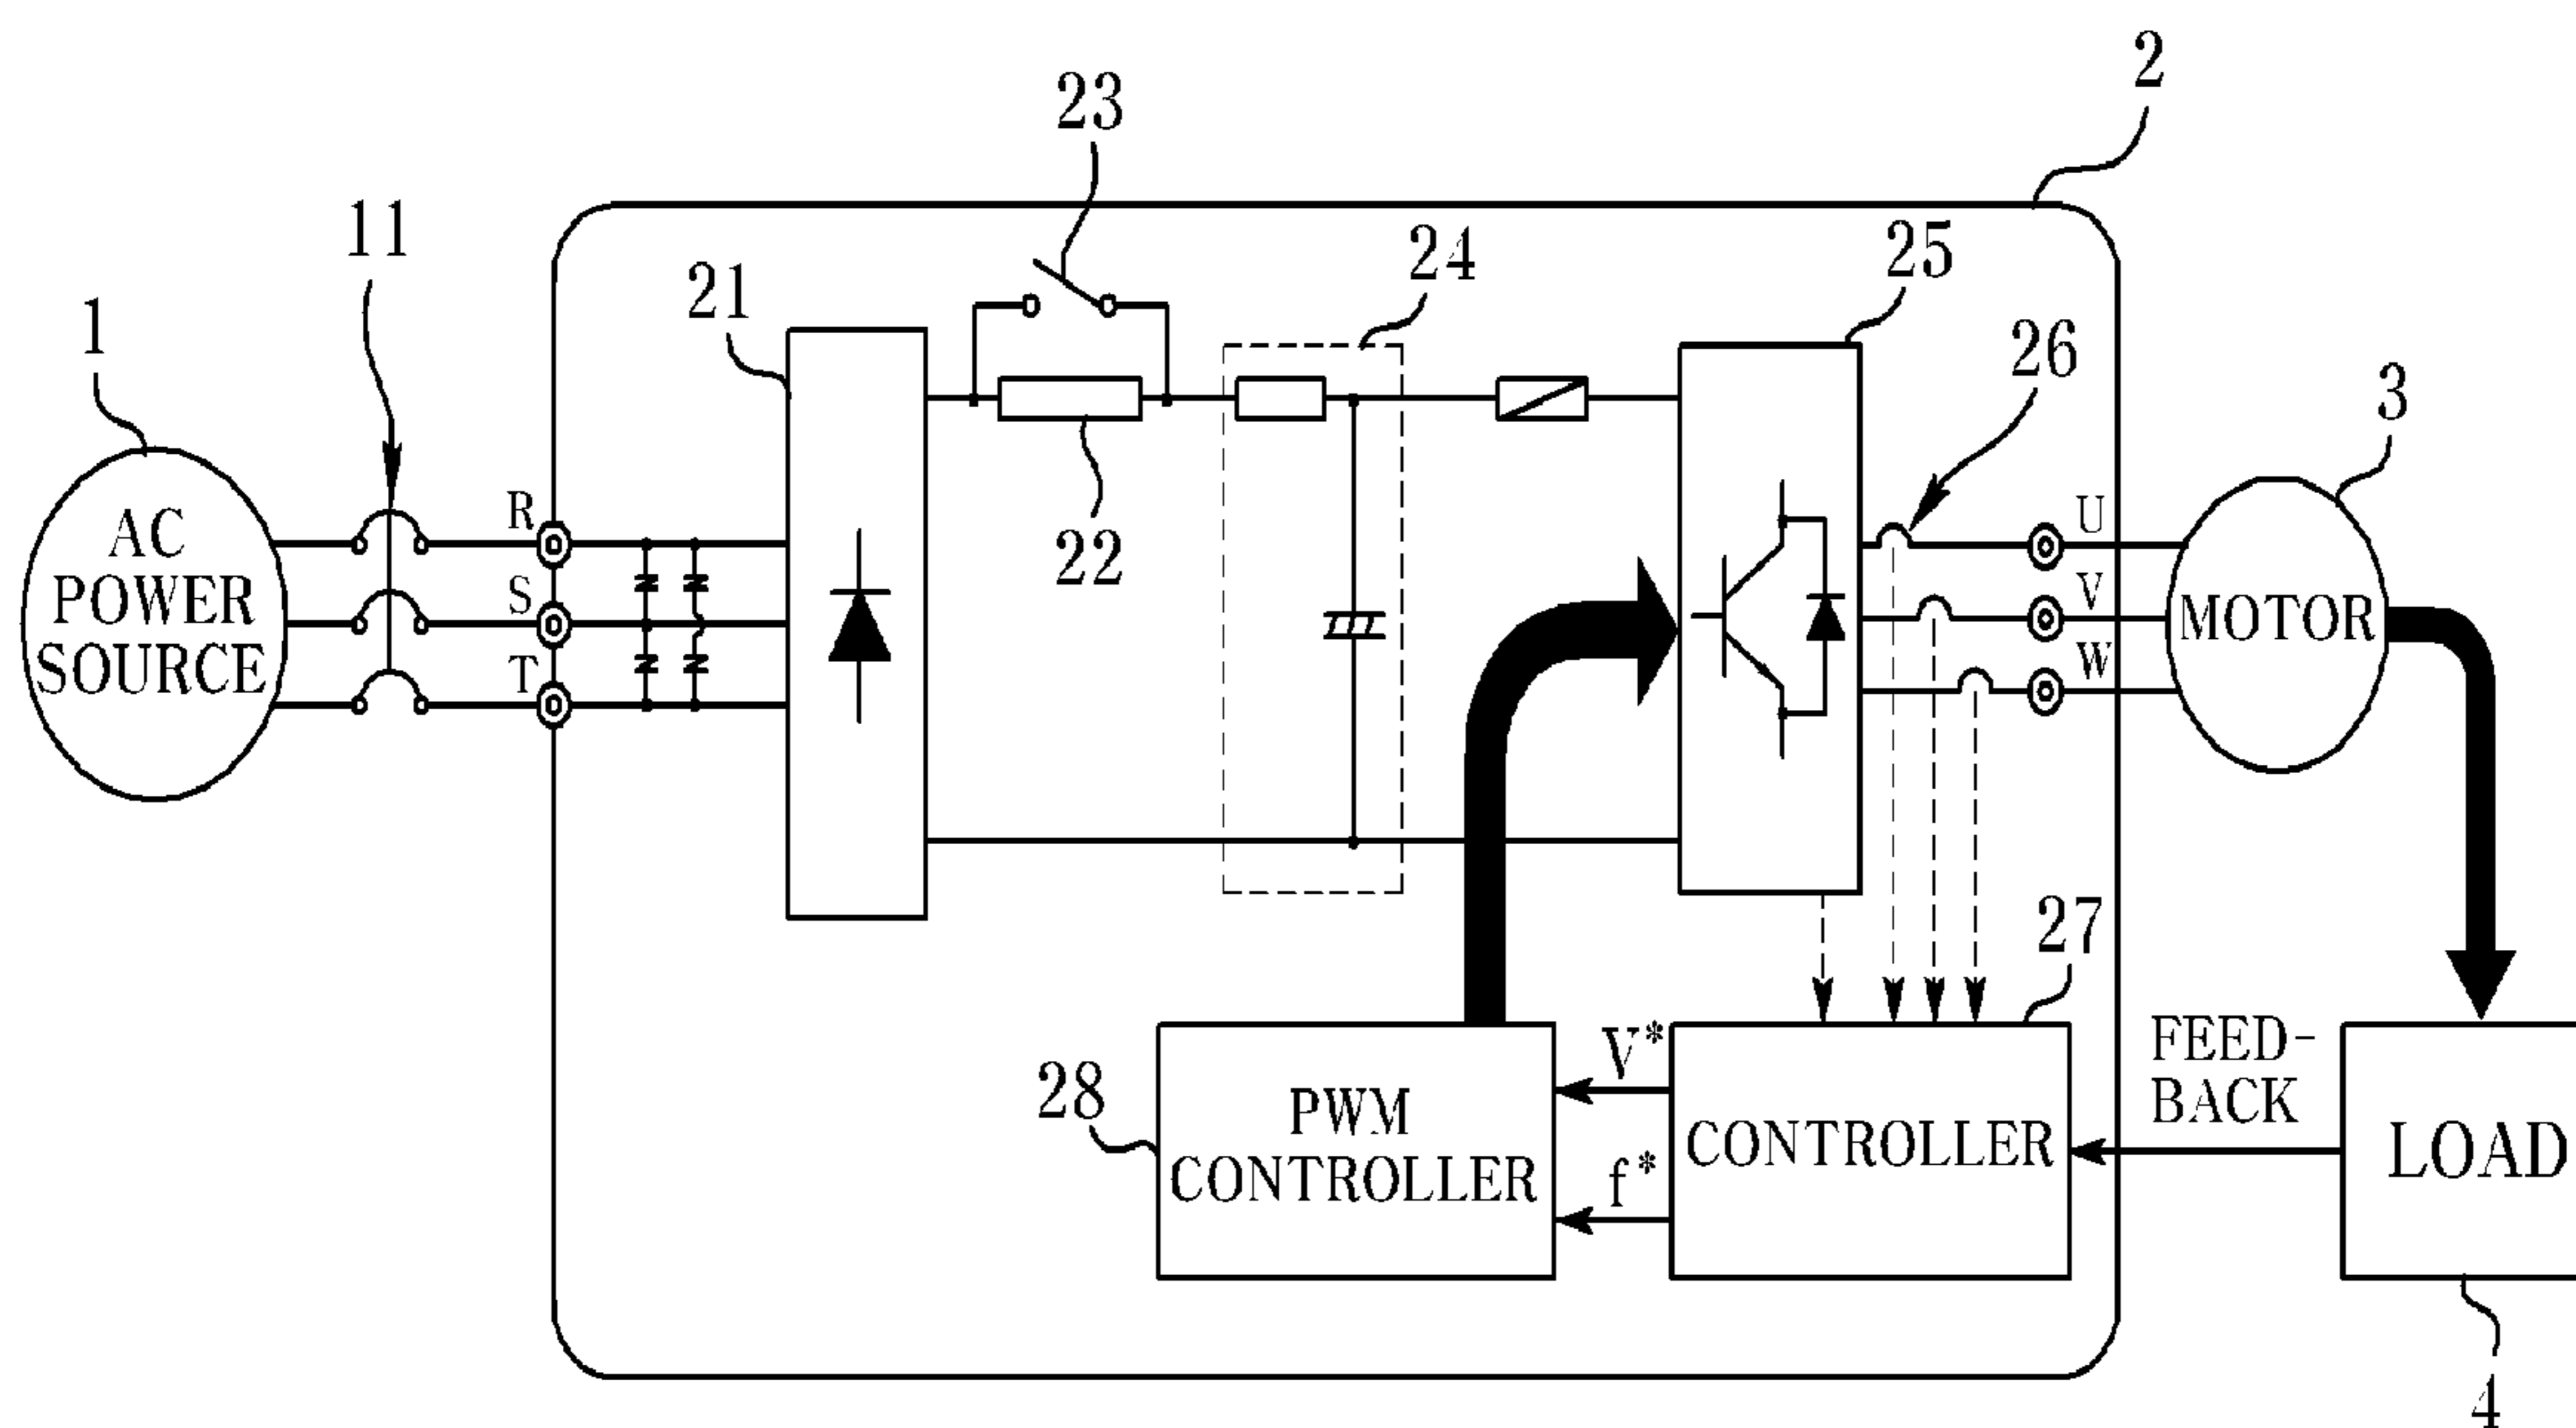 2
23
11
24
25
21
26
1
3
22
R
S
T
AC
POWER
SOURCE
U
V
W
MOTOR
27
28
PWM
CONTROLLER
V*
f*
CONTROLLER
FEED-
BACK
LOAD
4